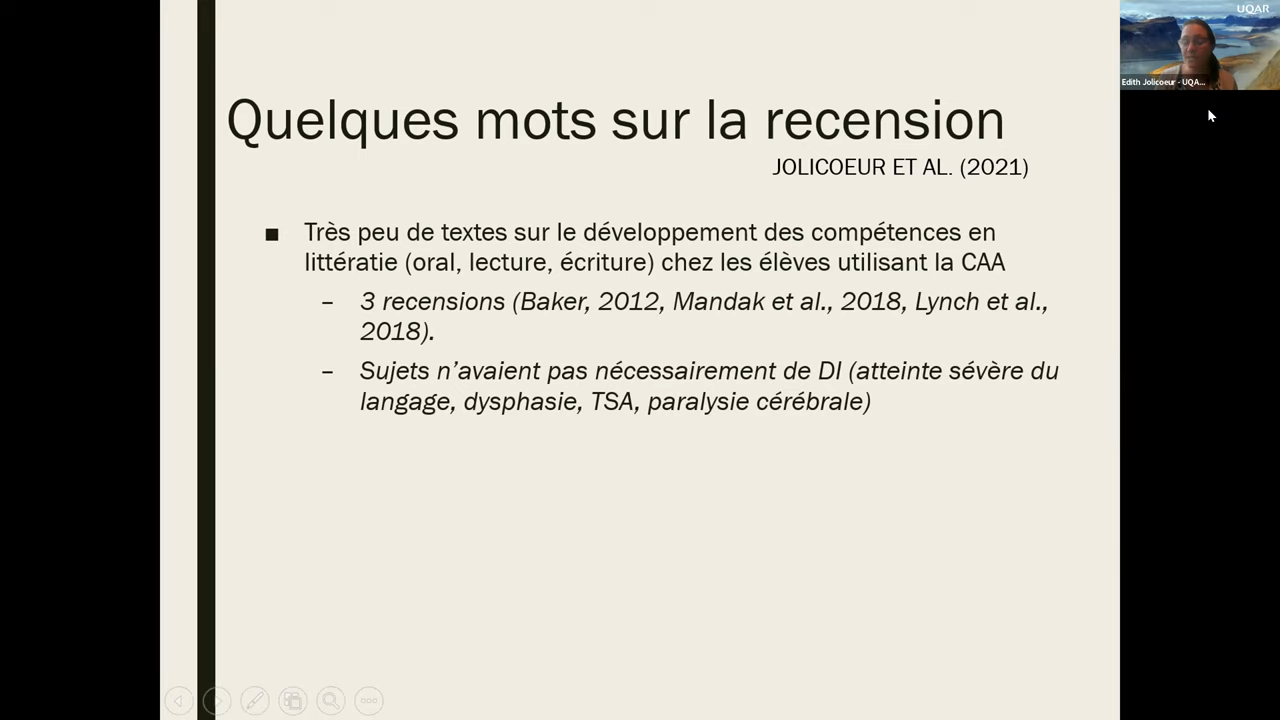 UQAR
Edith Jolicoeur - UQA...
Quelques mots sur la recension
JOLICOEUR ET AL. (2021)
■ Très peu de textes sur le développement des compétences en
littératie (oral, lecture, écriture) chez les élèves utilisant la CAA
– 3 recensions (Baker, 2012, Mandak et al., 2018, Lynch et al.,
2018).
– Sujets n’avaient pas nécessairement de DI (atteinte sévère du
langage, dysphasie, TSA, paralysie cérébrale)